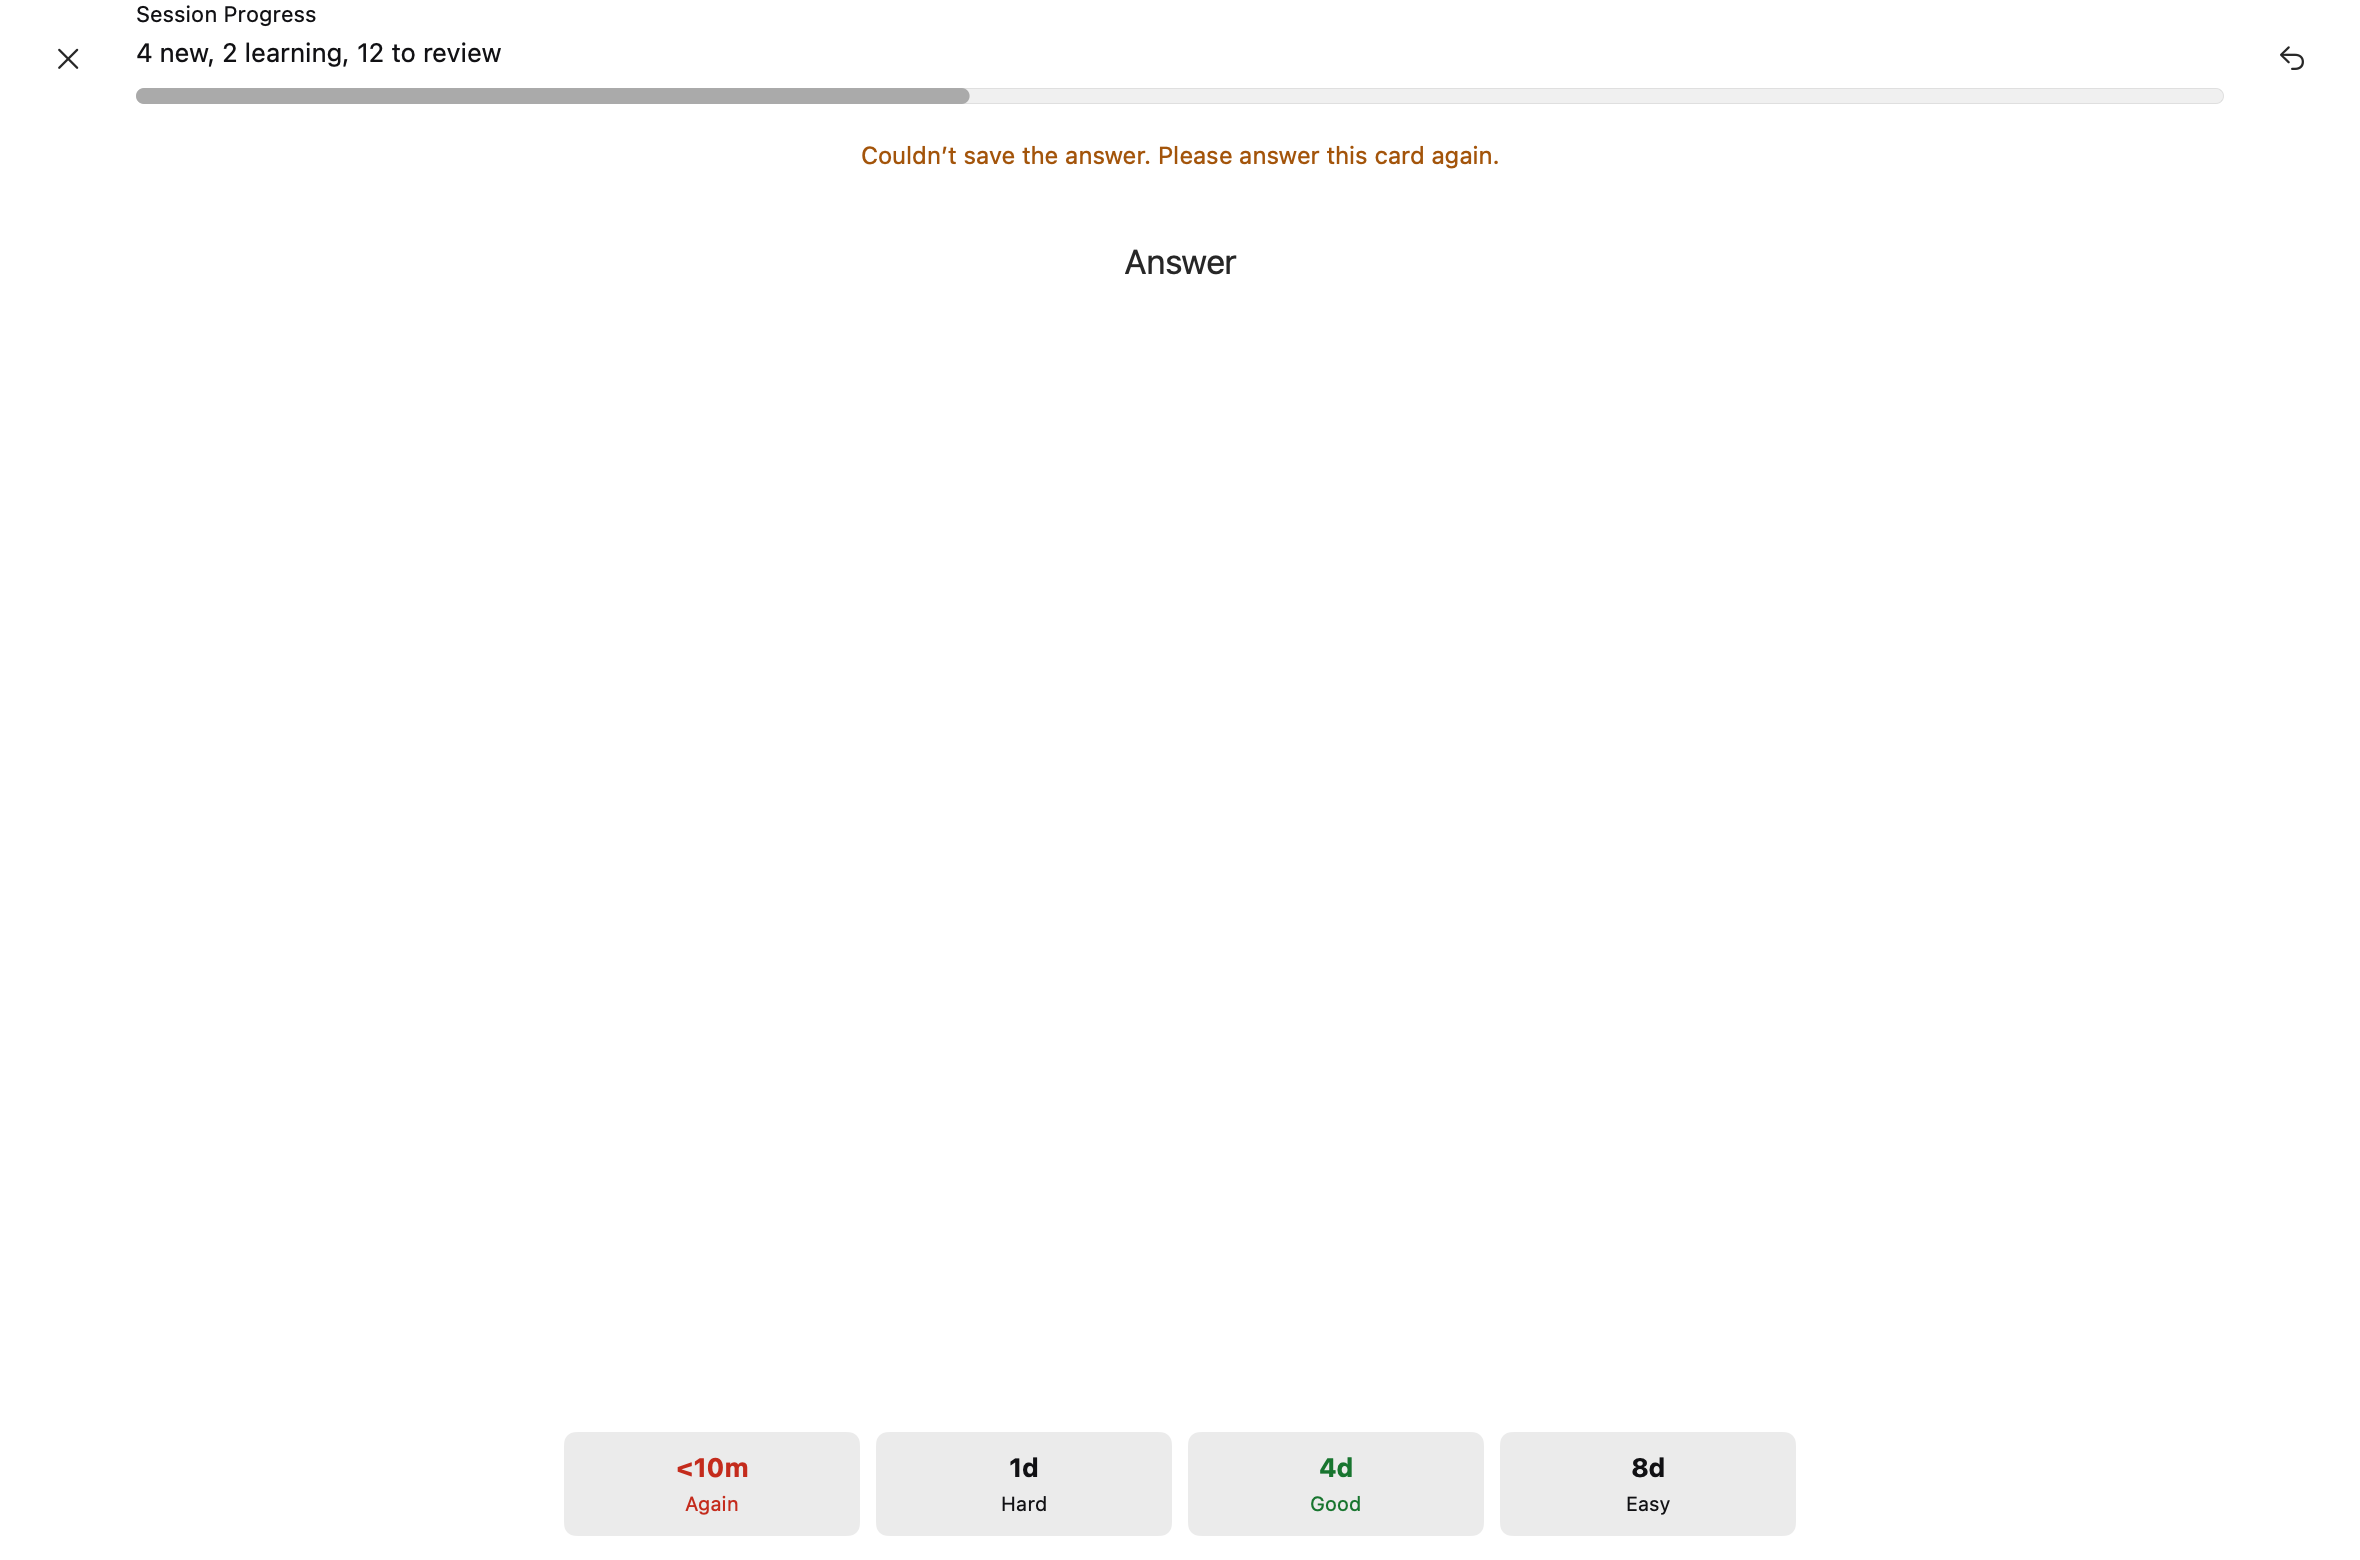 Session Progress
4 new, 2 learning, 12 to review
Couldn’t save the answer. Please answer this card again.
Answer
<10m
Again
1d
Hard
4d
Good
8d
Easy